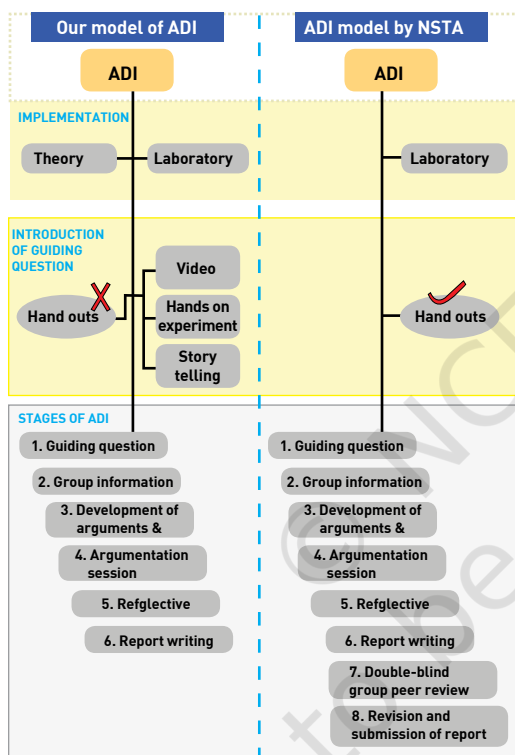 Our model of ADI
ADI
IMPLEMENTATION
Theory
Laboratory
INTRODUCTION
OF GUIDING
QUESTION
Hand outs
Video
Hands on
experiment
Story
telling
STAGES OF ADI
1. Guiding question
2. Group information
3. Development of
arguments &
4. Argumentation
session
5. Refglective
6. Report writing
ADI model by NSTA
ADI
Laboratory
Hand outs
1. Guiding question
2. Group information
3. Development of
arguments &
4. Argumentation
session
5. Refglective
6. Report writing
7. Double-blind
group peer review
8. Revision and
submission of report
© NC
to be